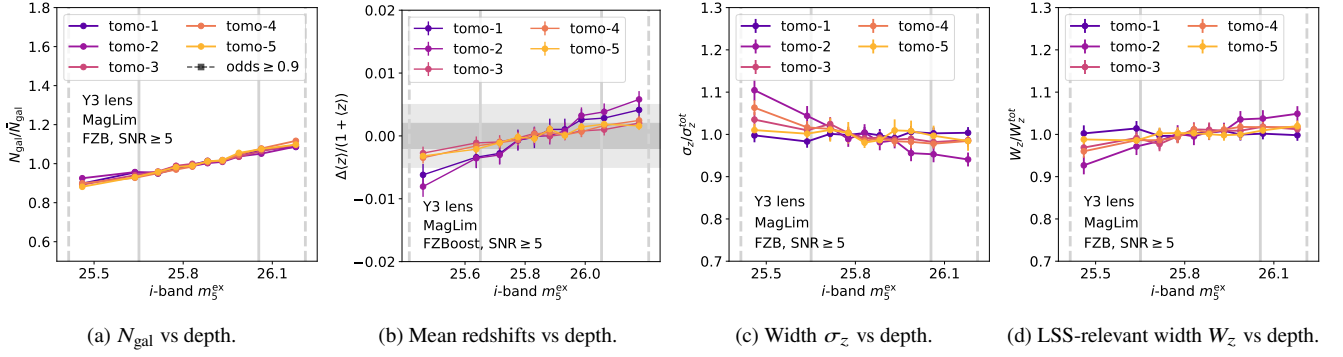 1.8
1.6
1.4
1.2
1.0
0.8
0.6
N_gal/N̄_gal
tomo-1
tomo-2
tomo-3
tomo-4
tomo-5
odds ≥ 0.9
Y3 lens
MagLim
FZB, SNR ≥ 5
25.5 25.8 26.1
i-band m_5^ex
(a) N_gal vs depth.
0.02
0.01
0.00
−0.01
−0.02
Δ⟨z⟩/(1 + ⟨z⟩)
tomo-1
tomo-2
tomo-3
tomo-4
tomo-5
Y3 lens
MagLim
FZBoost, SNR ≥ 5
25.6 25.8 26.0
i-band m_5^ex
(b) Mean redshifts vs depth.
1.3
1.2
1.1
1.0
0.9
0.8
0.7
σ_z/σ_z^tot
tomo-1
tomo-2
tomo-3
tomo-4
tomo-5
Y3 lens
MagLim
FZB, SNR ≥ 5
25.5 25.8 26.1
i-band m_5^ex
(c) Width σ_z vs depth.
1.3
1.2
1.1
1.0
0.9
0.8
0.7
W_z/W_z^tot
tomo-1
tomo-2
tomo-3
tomo-4
tomo-5
Y3 lens
MagLim
FZB, SNR ≥ 5
25.5 25.8 26.1
i-band m_5^ex
(d) LSS-relevant width W_z vs depth.